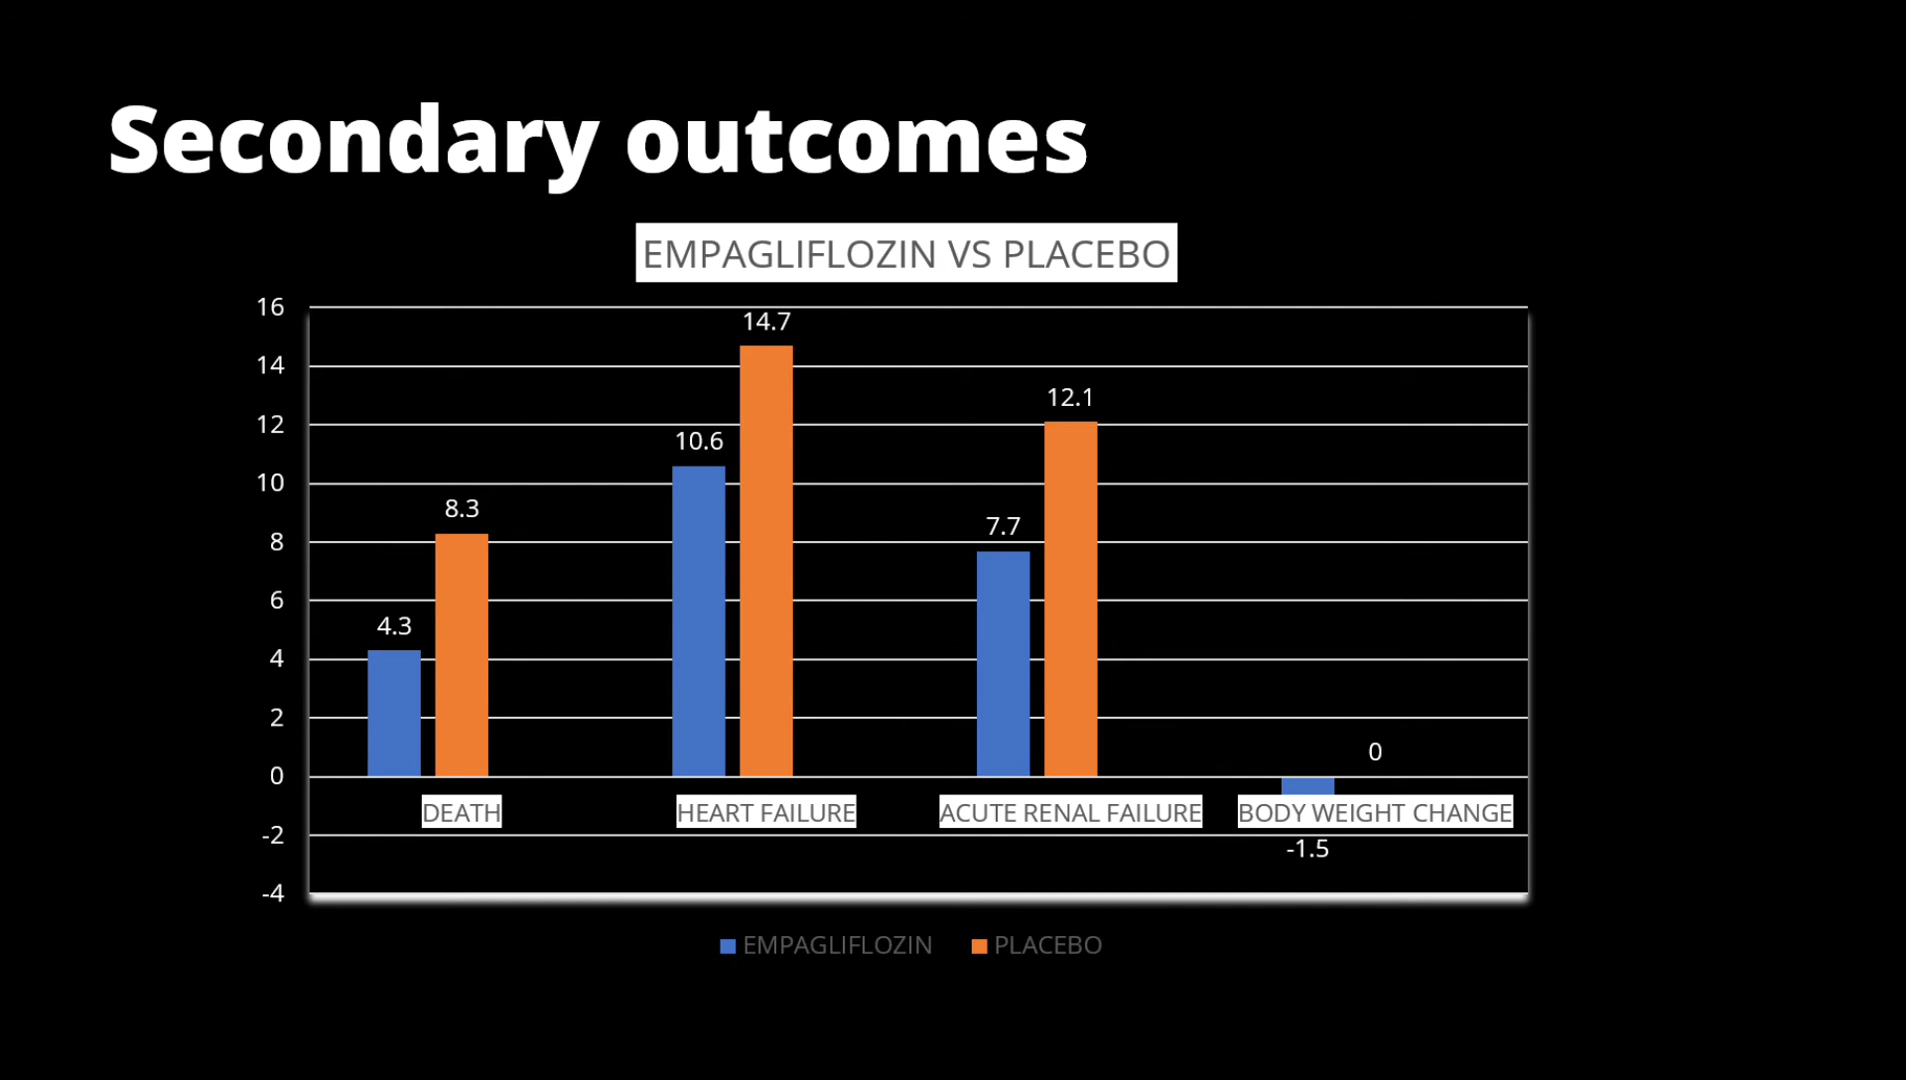 Secondary outcomes
EMPAGLIFLOZIN VS PLACEBO
16
14
12
10
8
6
4
2
0
-2
-4
4.3
8.3
10.6
14.7
7.7
12.1
-1.5
0
DEATH
HEART FAILURE
ACUTE RENAL FAILURE
BODY WEIGHT CHANGE
EMPAGLIFLOZIN
PLACEBO